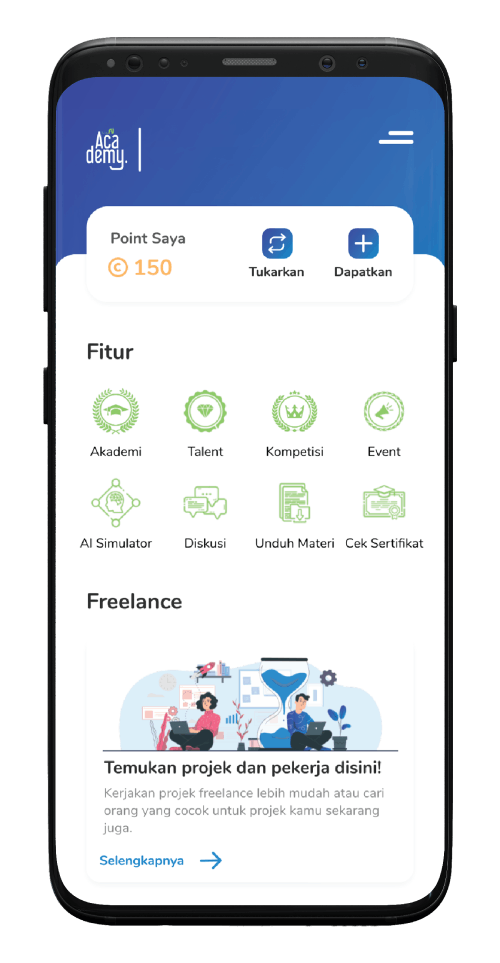 Aca
demy.
Point Saya
C 150
Tukarkan
Dapatkan
Fitur
Akademi
Talent
Kompetisi
Event
AI Simulator
Diskusi
Unduh Materi
Cek Sertifikat
Freelance
Temukan projek dan pekerja disini!
Kerjakan projek freelance lebih mudah atau cari
orang yang cocok untuk projek kamu sekarang
juga.
Selengkapnya